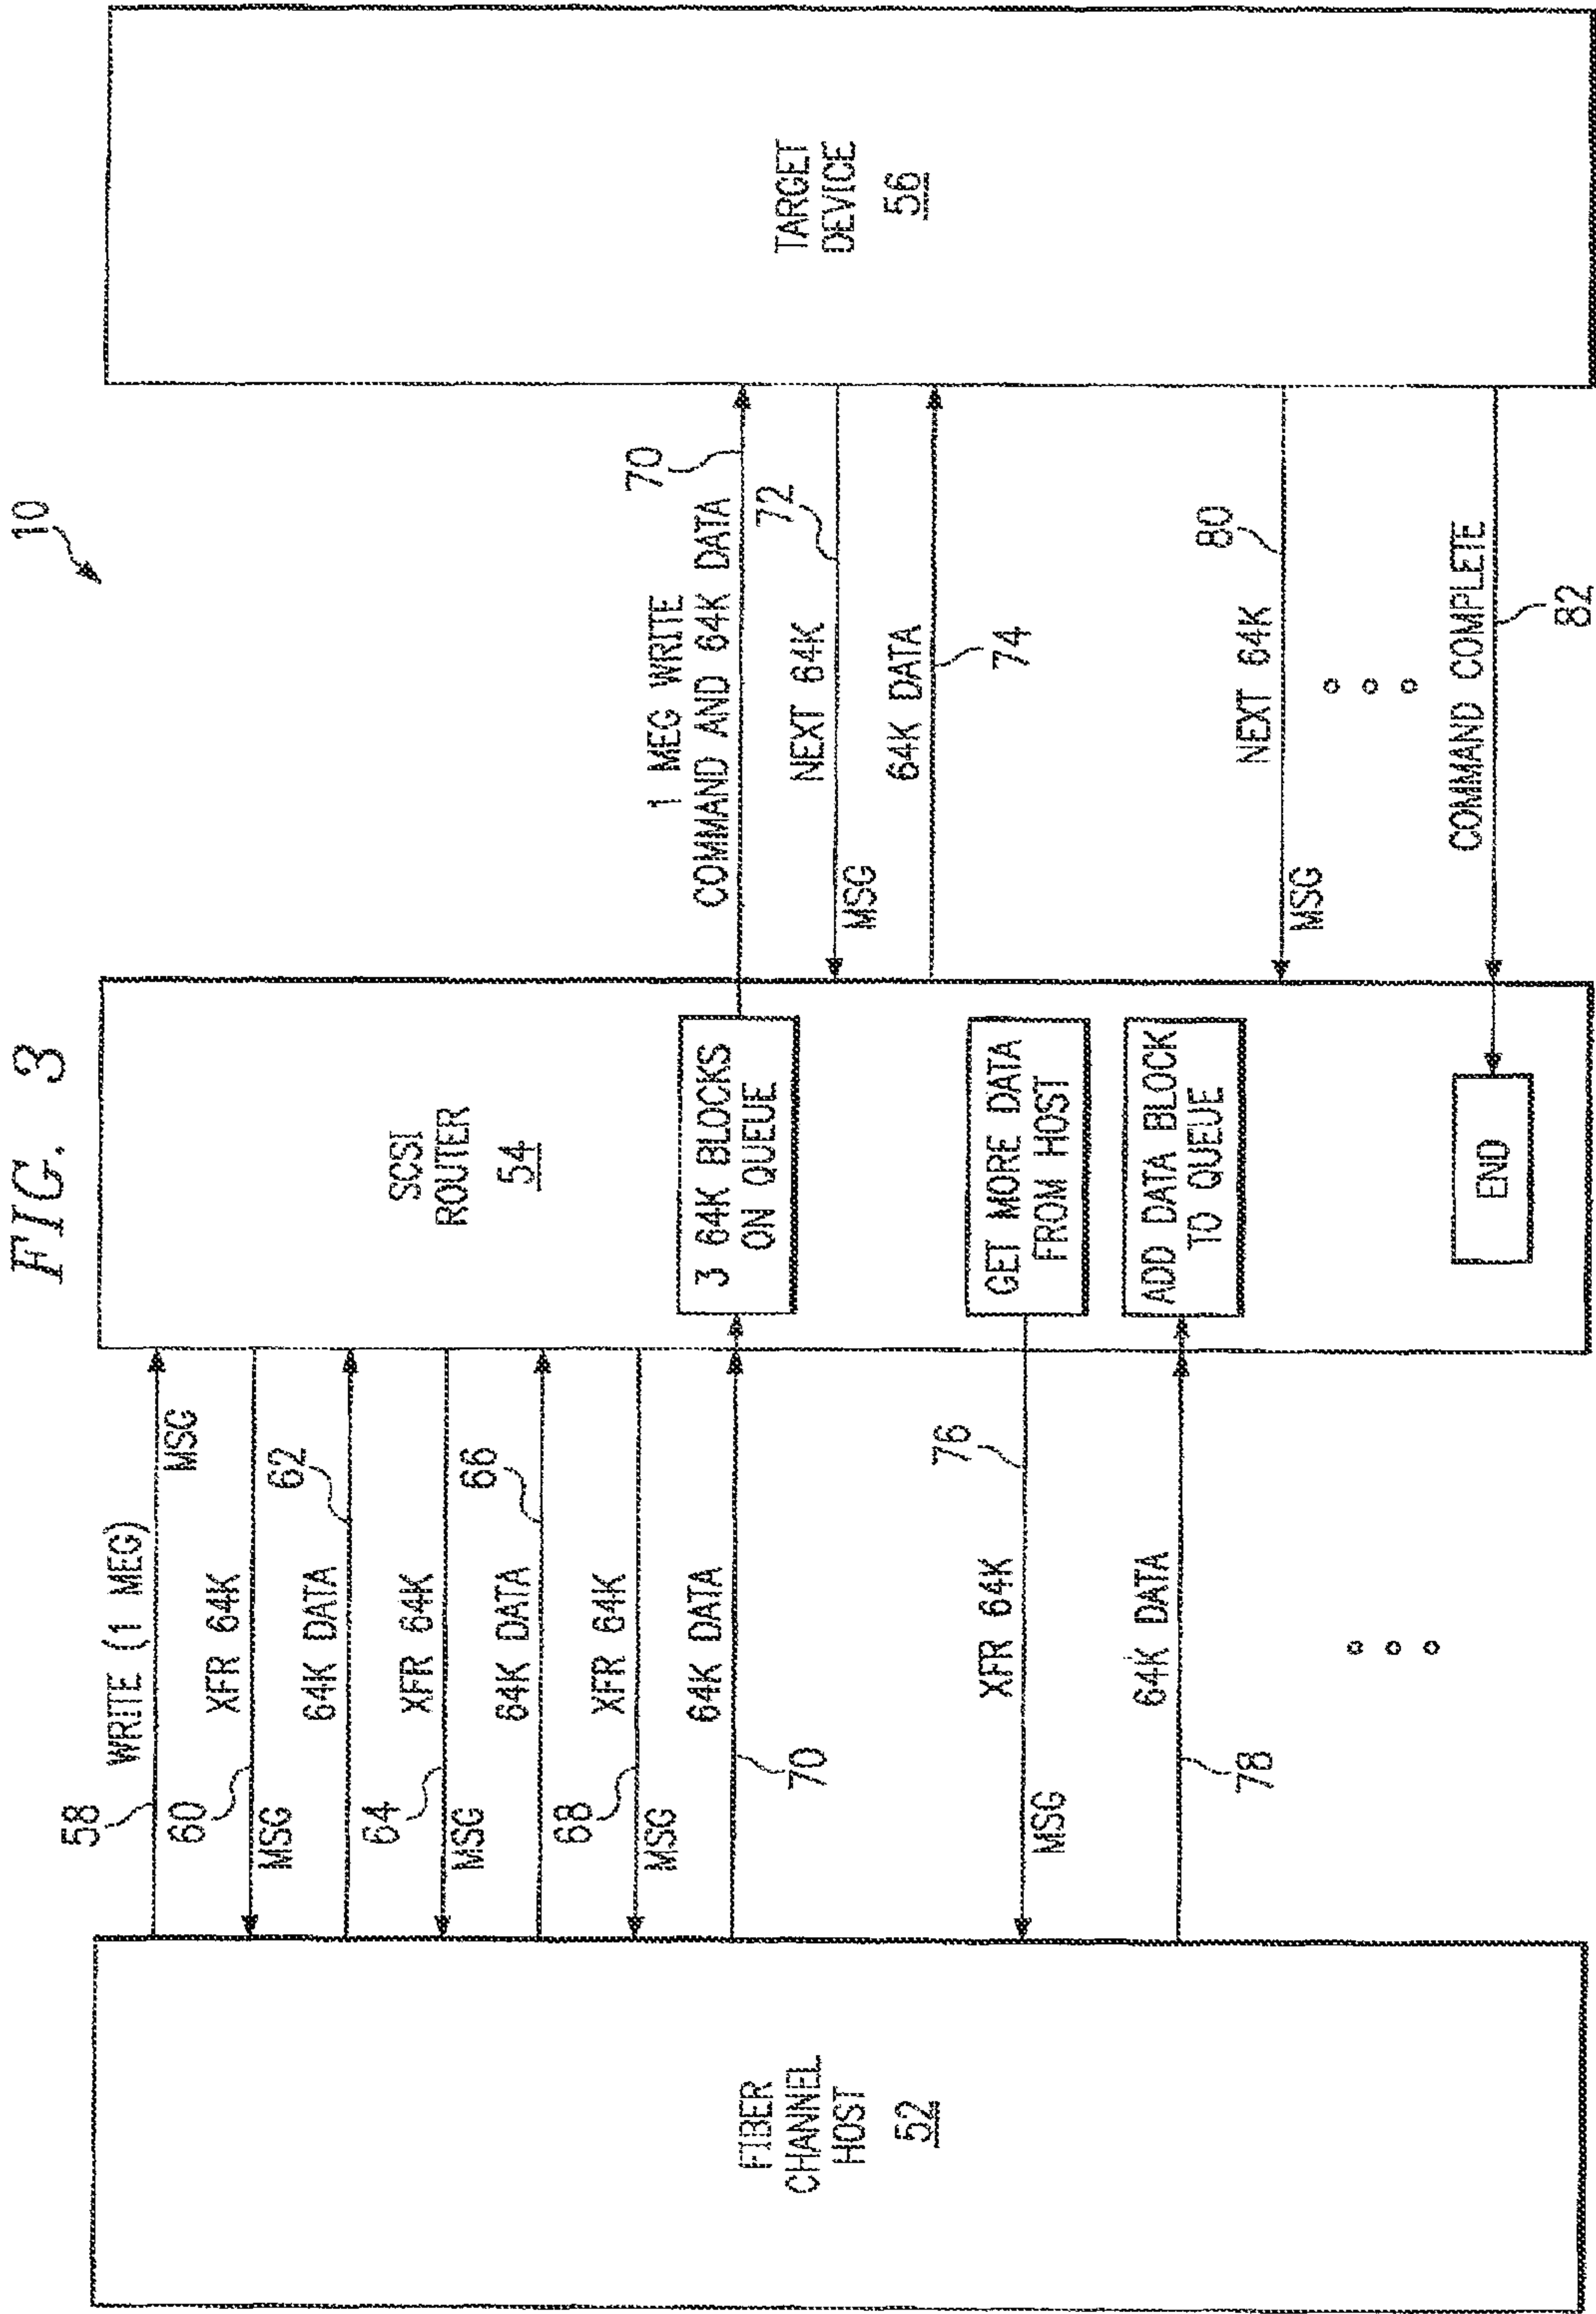 FIG. 3
10
FIBER
CHANNEL
HOST
52
58
WRITE (1 MEG)
MSG
60
XFR 64K
MSG
62
64K DATA
64
XFR 64K
MSG
66
64K DATA
68
XFR 64K
MSG
64K DATA
70
76
XFR 64K
MSG
64K DATA
78
SCSI
ROUTER
54
3 64K BLOCKS
ON QUEUE
GET MORE DATA
FROM HOST
ADD DATA BLOCK
TO QUEUE
END
1 MEG WRITE
COMMAND AND 64K DATA
70
72
NEXT 64K
MSG
64K DATA
74
80
NEXT 64K
MSG
COMMAND COMPLETE
82
TARGET
DEVICE
56